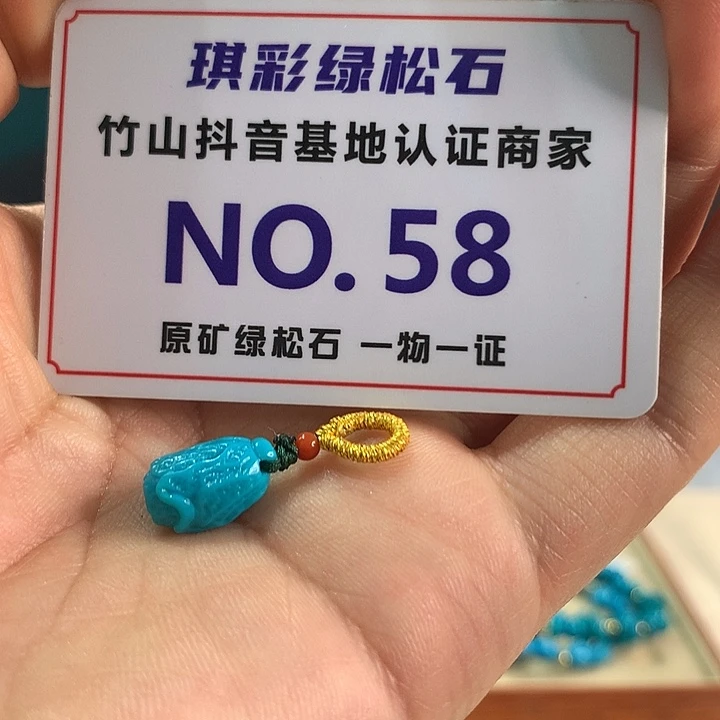 琪彩绿松石
竹山抖音基地认证商家
NO. 58
原矿绿松石 一物一证